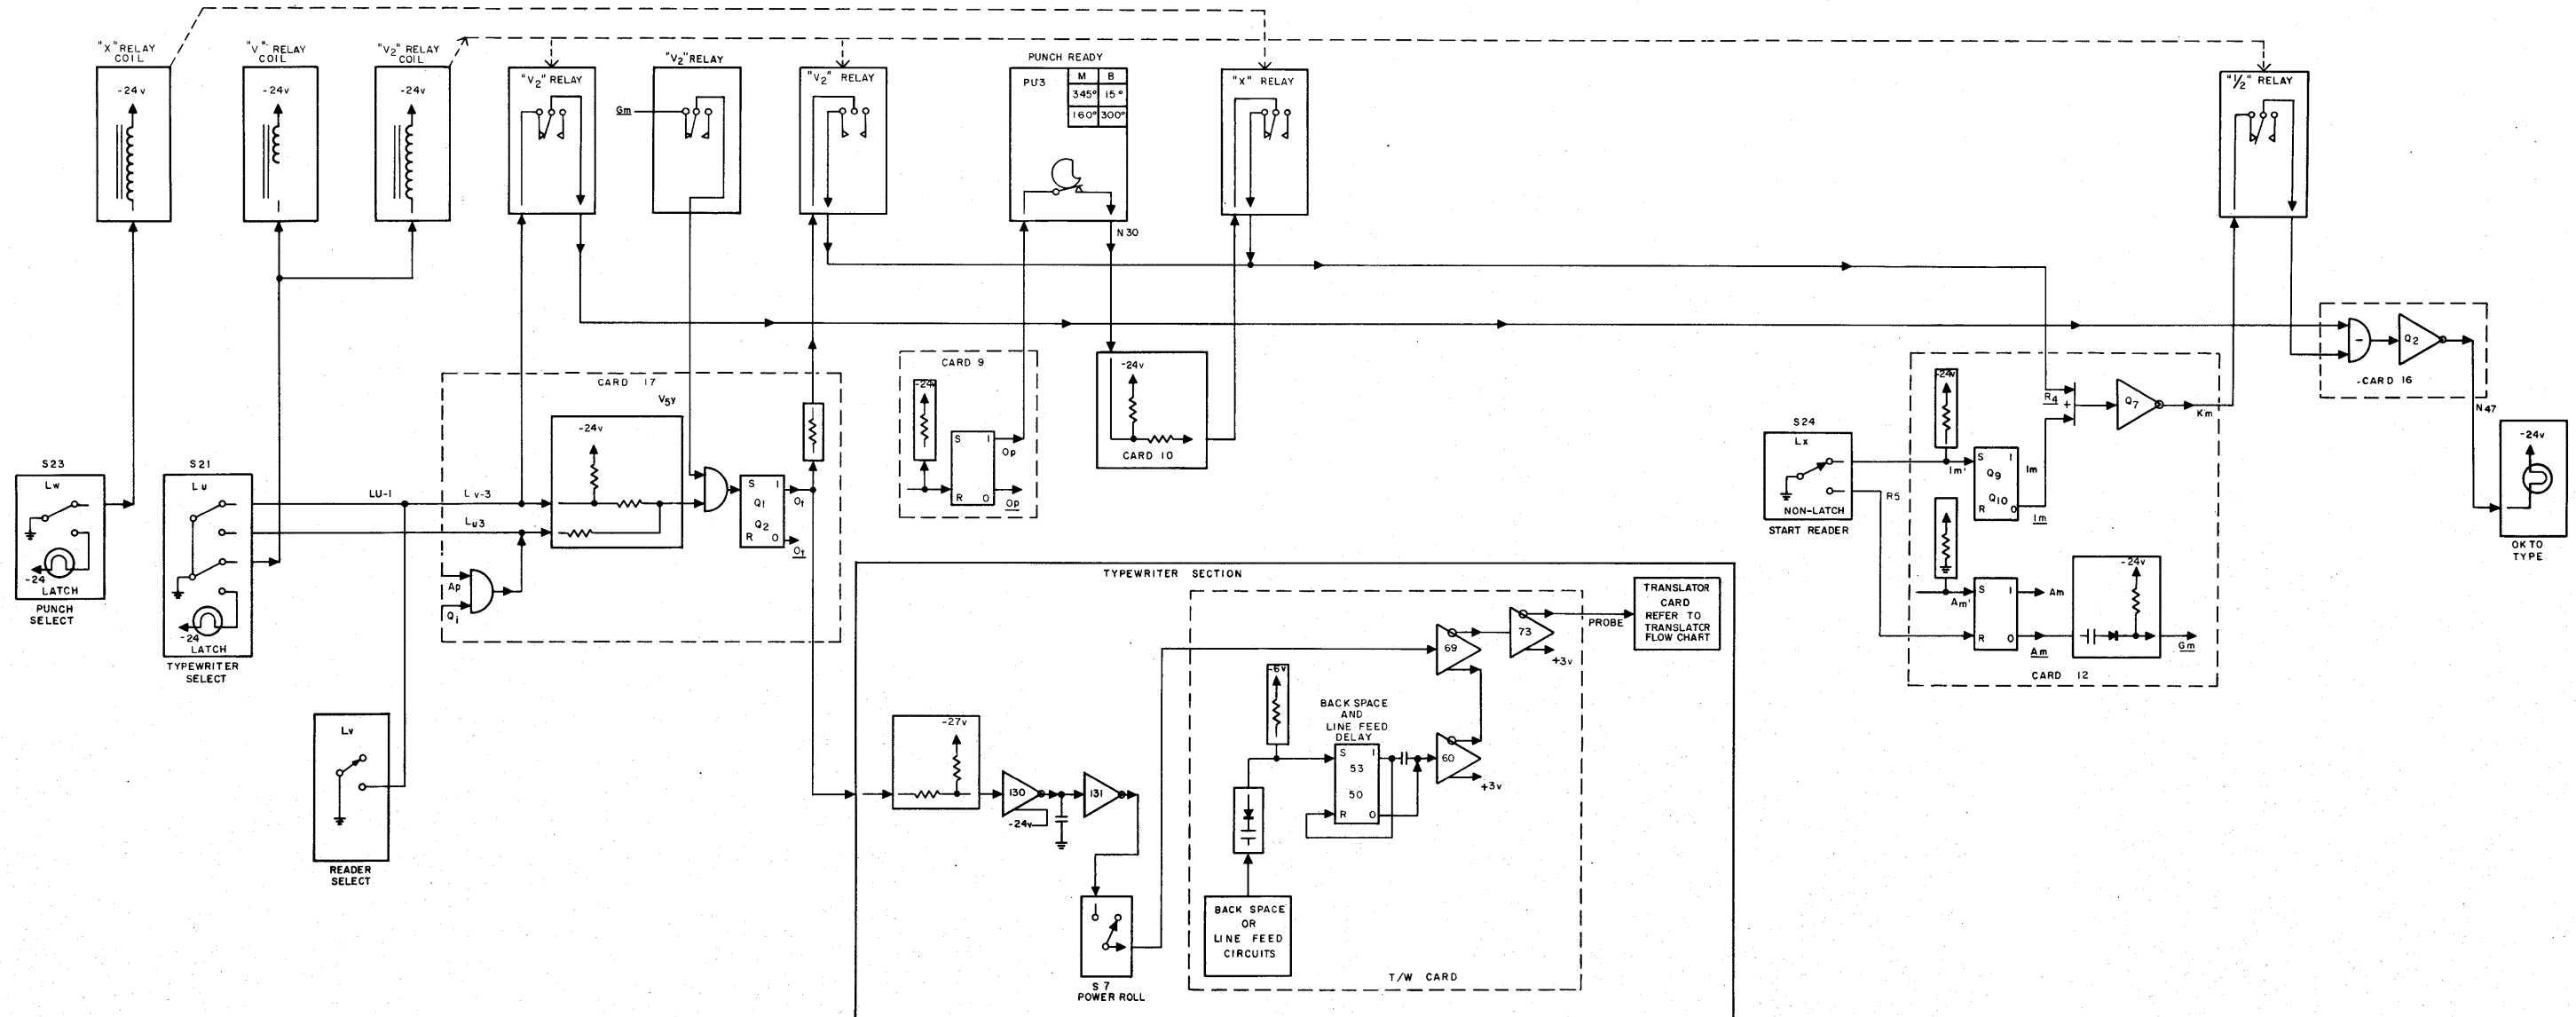 "X" RELAY
COIL
-24v
"V" RELAY
COIL
-24v
"V2" RELAY
COIL
-24v
"V2" RELAY
"V2" RELAY
Gm
"V2" RELAY
PUNCH READY
PU3
M B
345° 15°
160° 300°
N30
"X" RELAY
"1/2" RELAY
S23
Lw
-24
LATCH
PUNCH
SELECT
S21
Lu
-24
LATCH
TYPEWRITER
SELECT
LU-1
Lv-3
Lu3
Lv
READER
SELECT
CARD 17
V5Y
-24v
Ap
Qi
S 1
Q1
Q2
R 0
Ot
Ot
CARD 9
-24v
S 1
R 0
Op
Op
-24v
CARD 10
S24
Lx
NON-LATCH
START READER
R5
-24v
Im'
S 1
Q9
Q10
R 0
Im
Im
R4
+
Q7
Km
Am'
S 1
R 0
Am
Am
-24v
Gm
CARD 12
-
Q2
-CARD 16
N47
-24v
OK TO
TYPE
TYPEWRITER SECTION
-27v
130
-24v
131
S7
POWER ROLL
-6v
BACK SPACE
AND
LINE FEED
DELAY
S 1
53
50
R 0
60
+3v
69
73
+3v
PROBE
TRANSLATOR
CARD
REFER TO
TRANSLATOR
FLOW CHART
BACK SPACE
OR
LINE FEED
CIRCUITS
T/W CARD